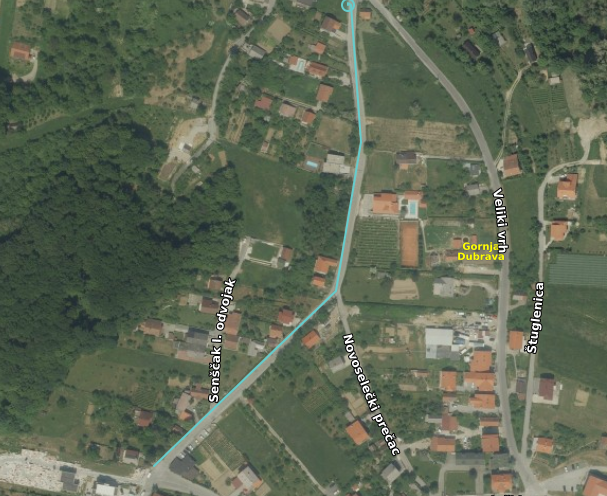 Veliki vrh
Gornja
Dubrava
Senščak I. odvojak
Štuglenica
Novoselečki prečac